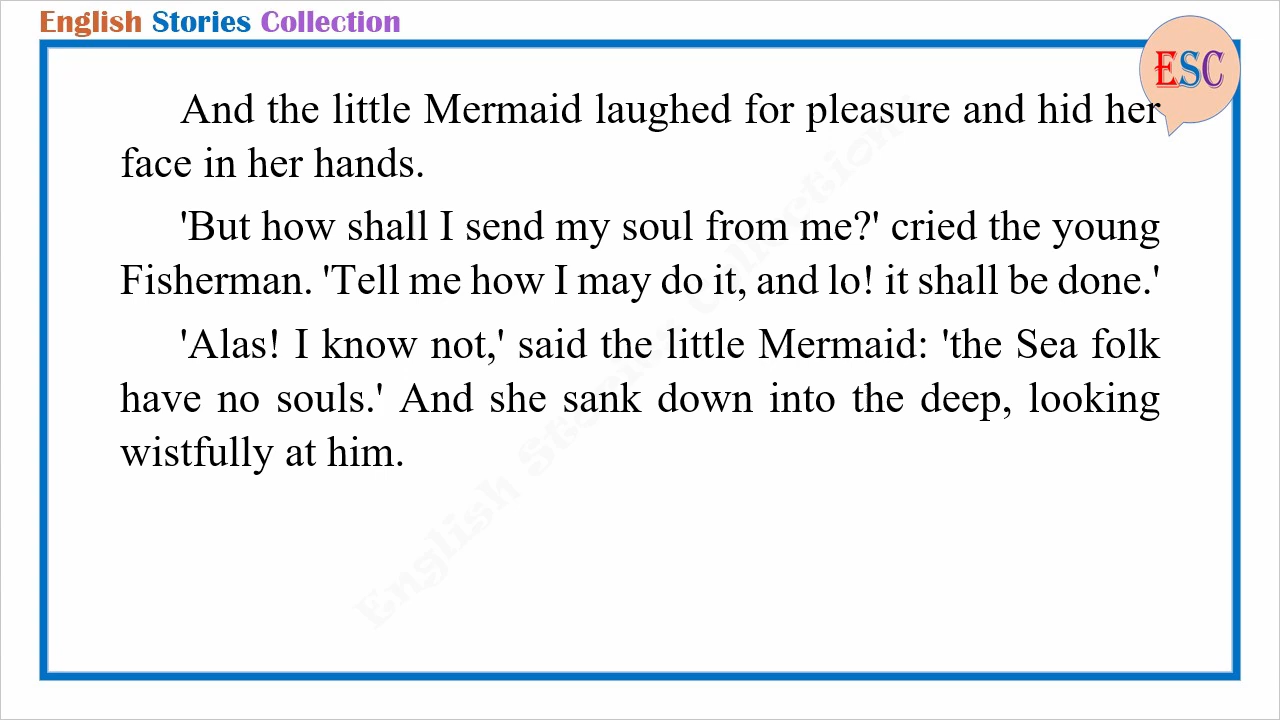 English Stories Collection
ESC
And the little Mermaid laughed for pleasure and hid her
face in her hands.
'But how shall I send my soul from me?' cried the young
Fisherman. 'Tell me how I may do it, and lo! it shall be done.'
'Alas! I know not,' said the little Mermaid: 'the Sea folk
have no souls.' And she sank down into the deep, looking
wistfully at him.
English Stories Collection